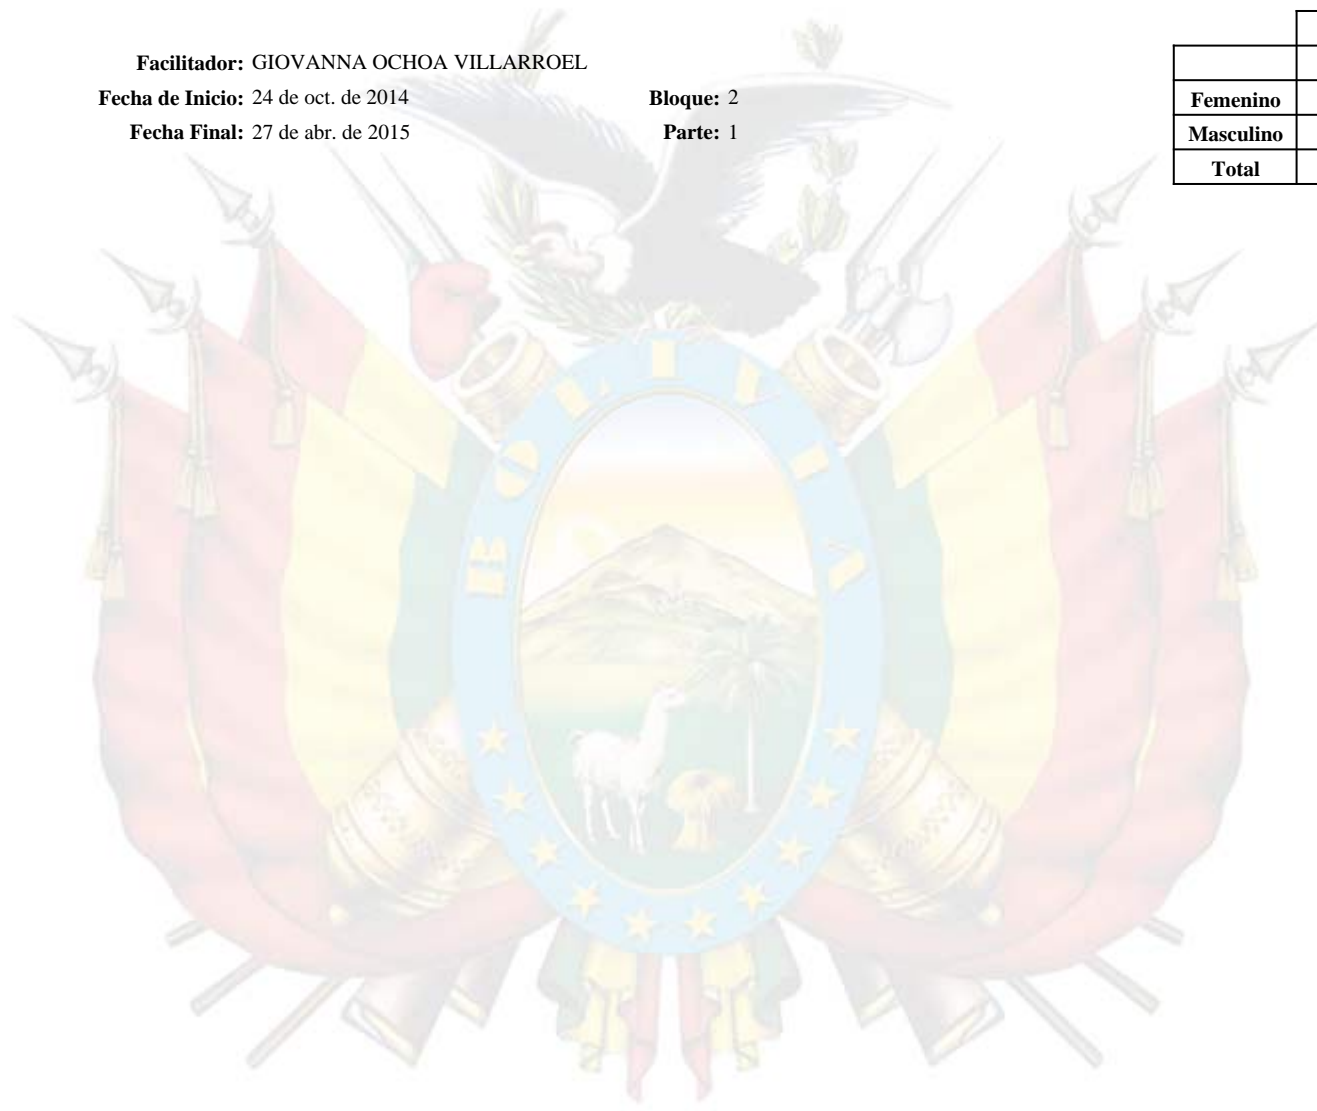 Facilitador: GIOVANNA OCHOA VILLARROEL
Fecha de Inicio: 24 de oct. de 2014 Bloque: 2
Fecha Final: 27 de abr. de 2015 Parte: 1
Femenino
Masculino
Total
BOLIVIA